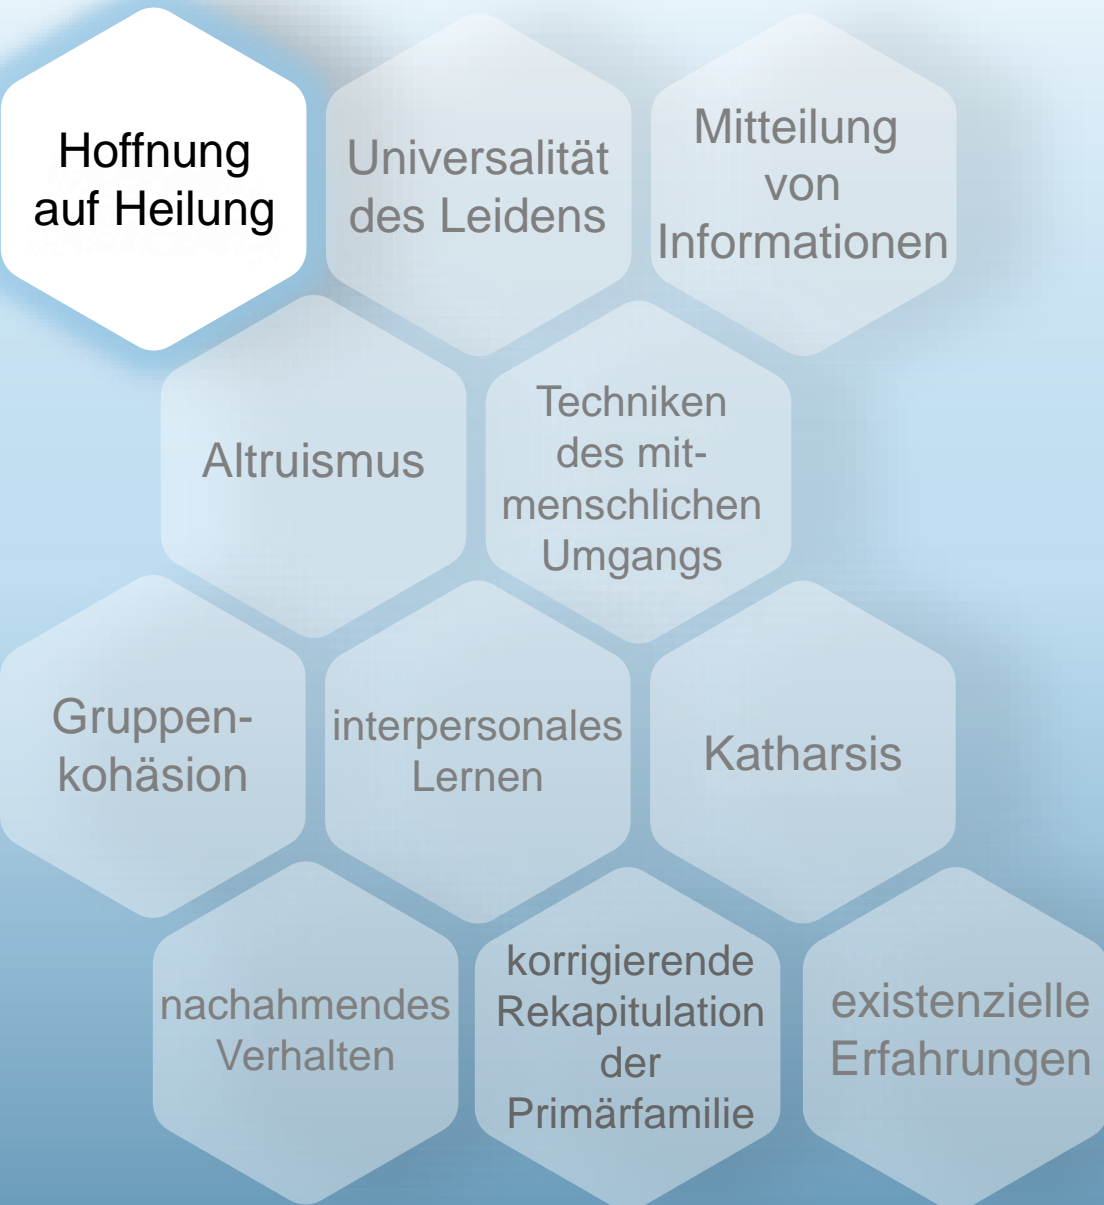 Hoffnung
auf Heilung
Universalität
des Leidens
Mitteilung
von
Informationen
Altruismus
Techniken
des mit-
menschlichen
Umgangs
Gruppen-
kohäsion
interpersonales
Lernen
Katharsis
nachahmendes
Verhalten
korrigierende
Rekapitulation
der
Primärfamilie
existenzielle
Erfahrungen